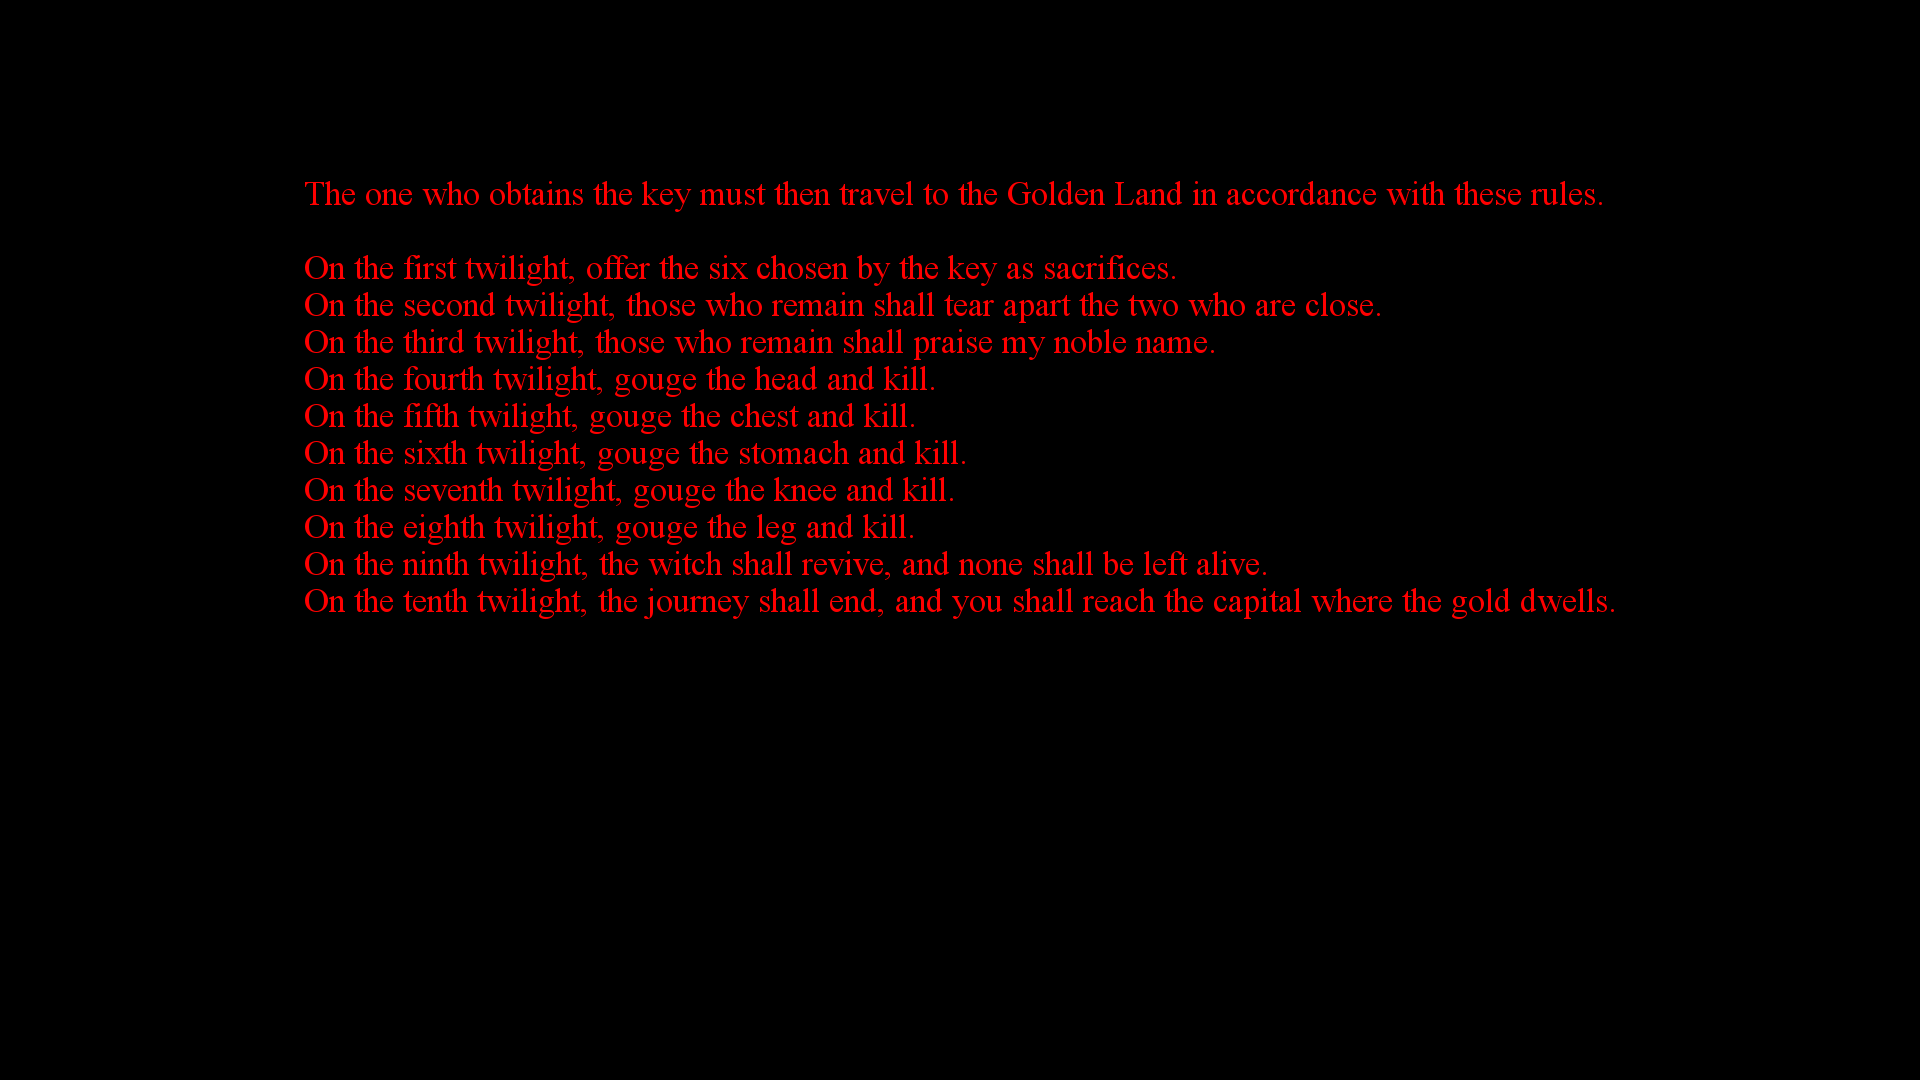 The one who obtains the key must then travel to the Golden Land in accordance with these rules.
On the first twilight, offer the six chosen by the key as sacrifices.
On the second twilight, those who remain shall tear apart the two who are close.
On the third twilight, those who remain shall praise my noble name.
On the fourth twilight, gouge the head and kill.
On the fifth twilight, gouge the chest and kill.
On the sixth twilight, gouge the stomach and kill.
On the seventh twilight, gouge the knee and kill.
On the eighth twilight, gouge the leg and kill.
On the ninth twilight, the witch shall revive, and none shall be left alive.
On the tenth twilight, the journey shall end, and you shall reach the capital where the gold dwells.